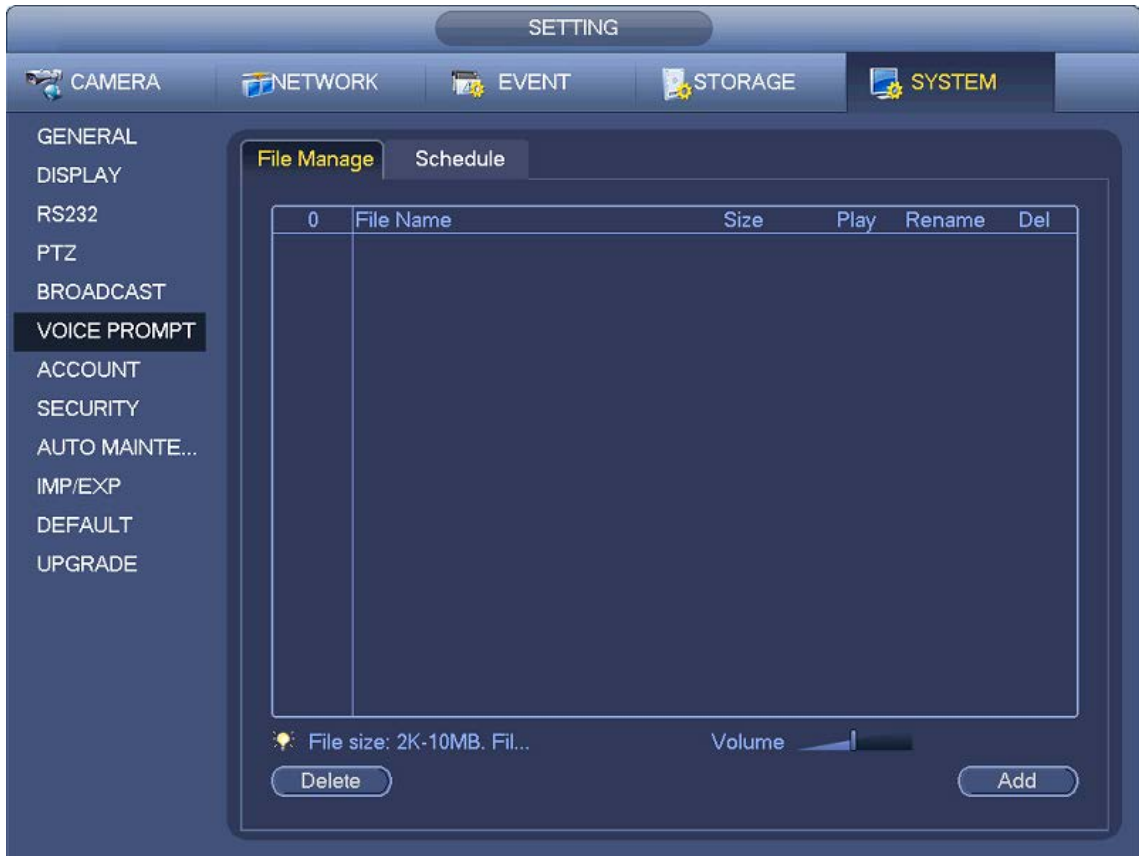 SETTING
CAMERA NETWORK EVENT STORAGE SYSTEM
GENERAL
DISPLAY
RS232
PTZ
BROADCAST
VOICE PROMPT
ACCOUNT
SECURITY
AUTO MAINTE...
IMP/EXP
DEFAULT
UPGRADE
File Manage Schedule
0 File Name Size Play Rename Del
File size: 2K-10MB. Fil... Volume
Delete Add